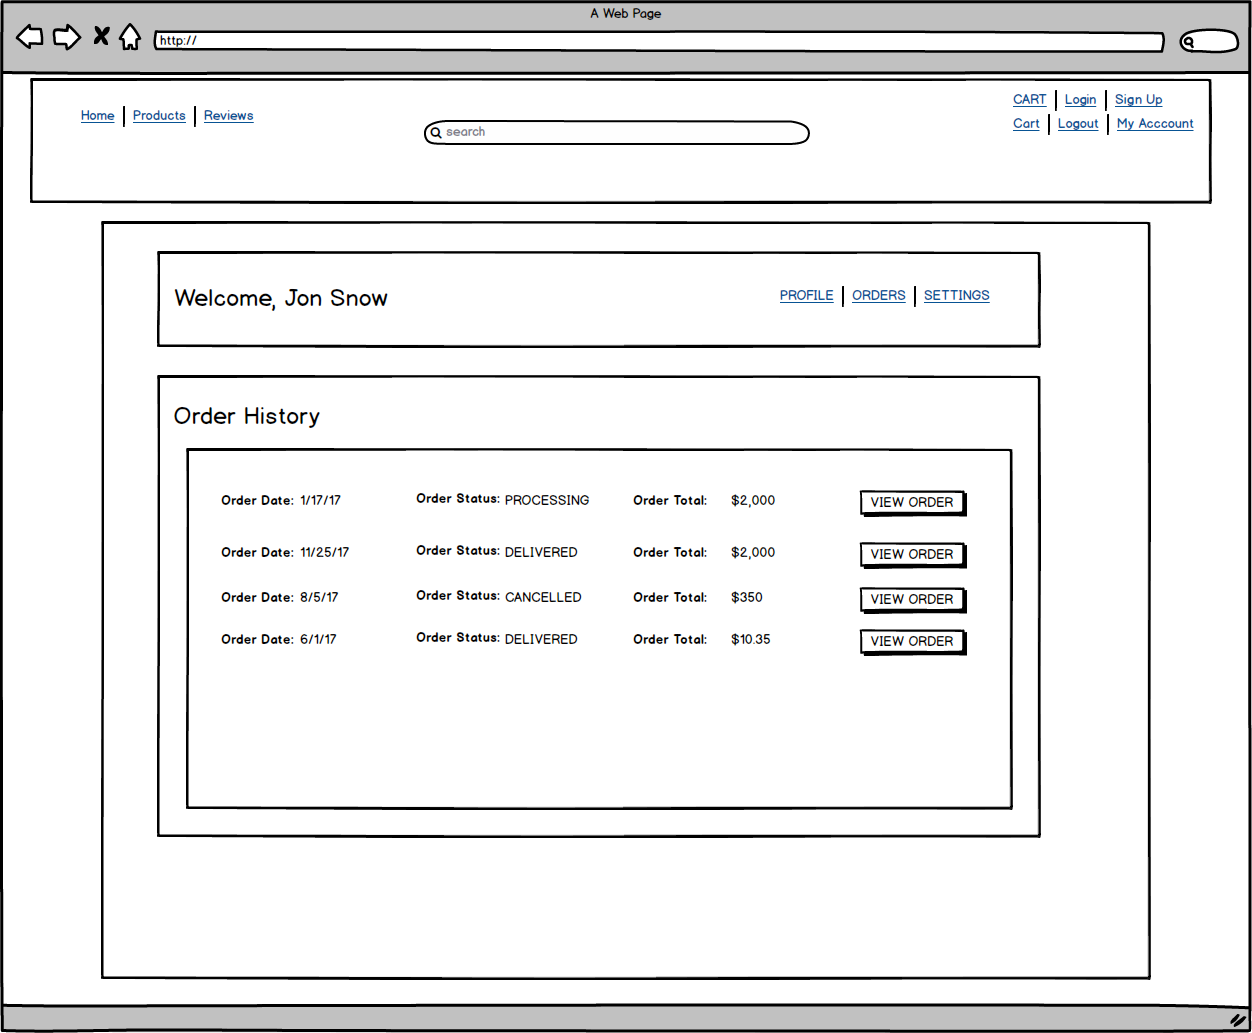 A Web Page
http://
Home Products Reviews
search
CART Login Sign Up
Cart Logout My Acccount
Welcome, Jon Snow
PROFILE ORDERS SETTINGS
Order History
Order Date: 1/17/17 Order Status: PROCESSING Order Total: $2,000 VIEW ORDER
Order Date: 11/25/17 Order Status: DELIVERED Order Total: $2,000 VIEW ORDER
Order Date: 8/5/17 Order Status: CANCELLED Order Total: $350 VIEW ORDER
Order Date: 6/1/17 Order Status: DELIVERED Order Total: $10.35 VIEW ORDER